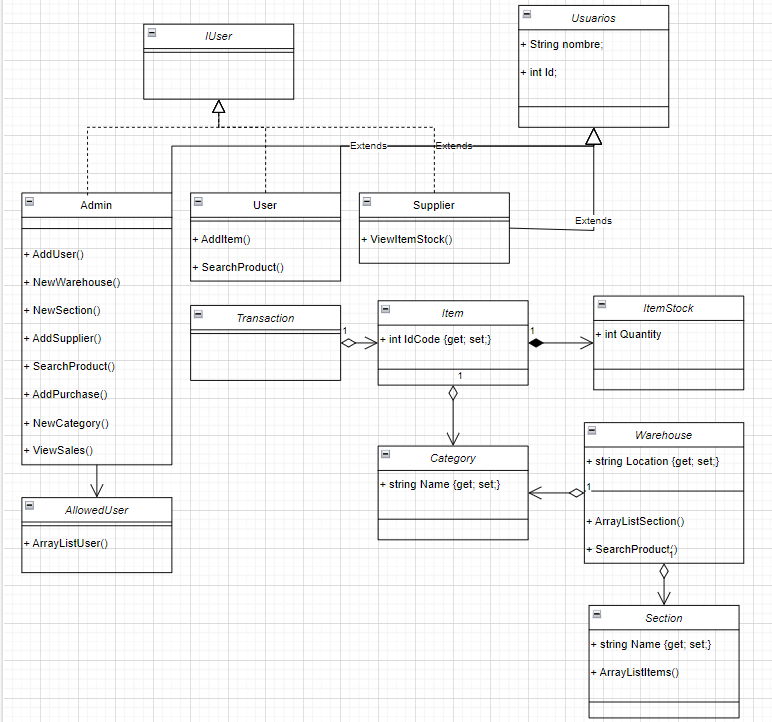 IUser
Usuarios
+ String nombre;
+ int Id;
Extends
Extends
Extends
Admin
+ AddUser()
+ NewWarehouse()
+ NewSection()
+ AddSupplier()
+ SearchProduct()
+ AddPurchase()
+ NewCategory()
+ ViewSales()
User
+ AddItem()
+ SearchProduct()
Supplier
+ ViewItemStock()
Transaction
1
Item
+ int IdCode {get; set;}
1
1
ItemStock
+ int Quantity
Category
+ string Name {get; set;}
Warehouse
+ string Location {get; set;}
1
+ ArrayListSection()
+ SearchProduct()
1
AllowedUser
+ ArrayListUser()
Section
+ string Name {get; set;}
+ ArrayListItems()